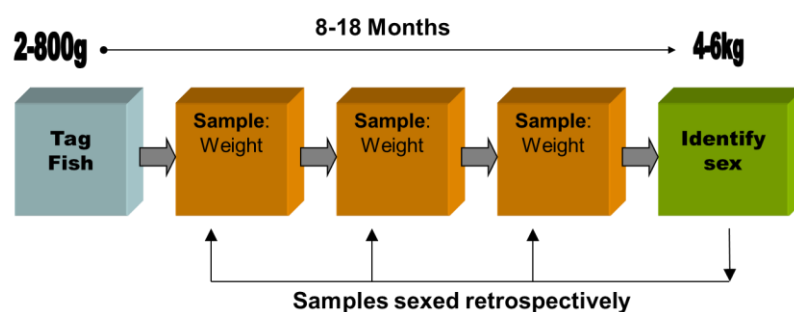 8-18 Months
2-800g
4-6kg
Tag
Fish
Sample:
Weight
Sample:
Weight
Sample:
Weight
Identify
sex
Samples sexed retrospectively